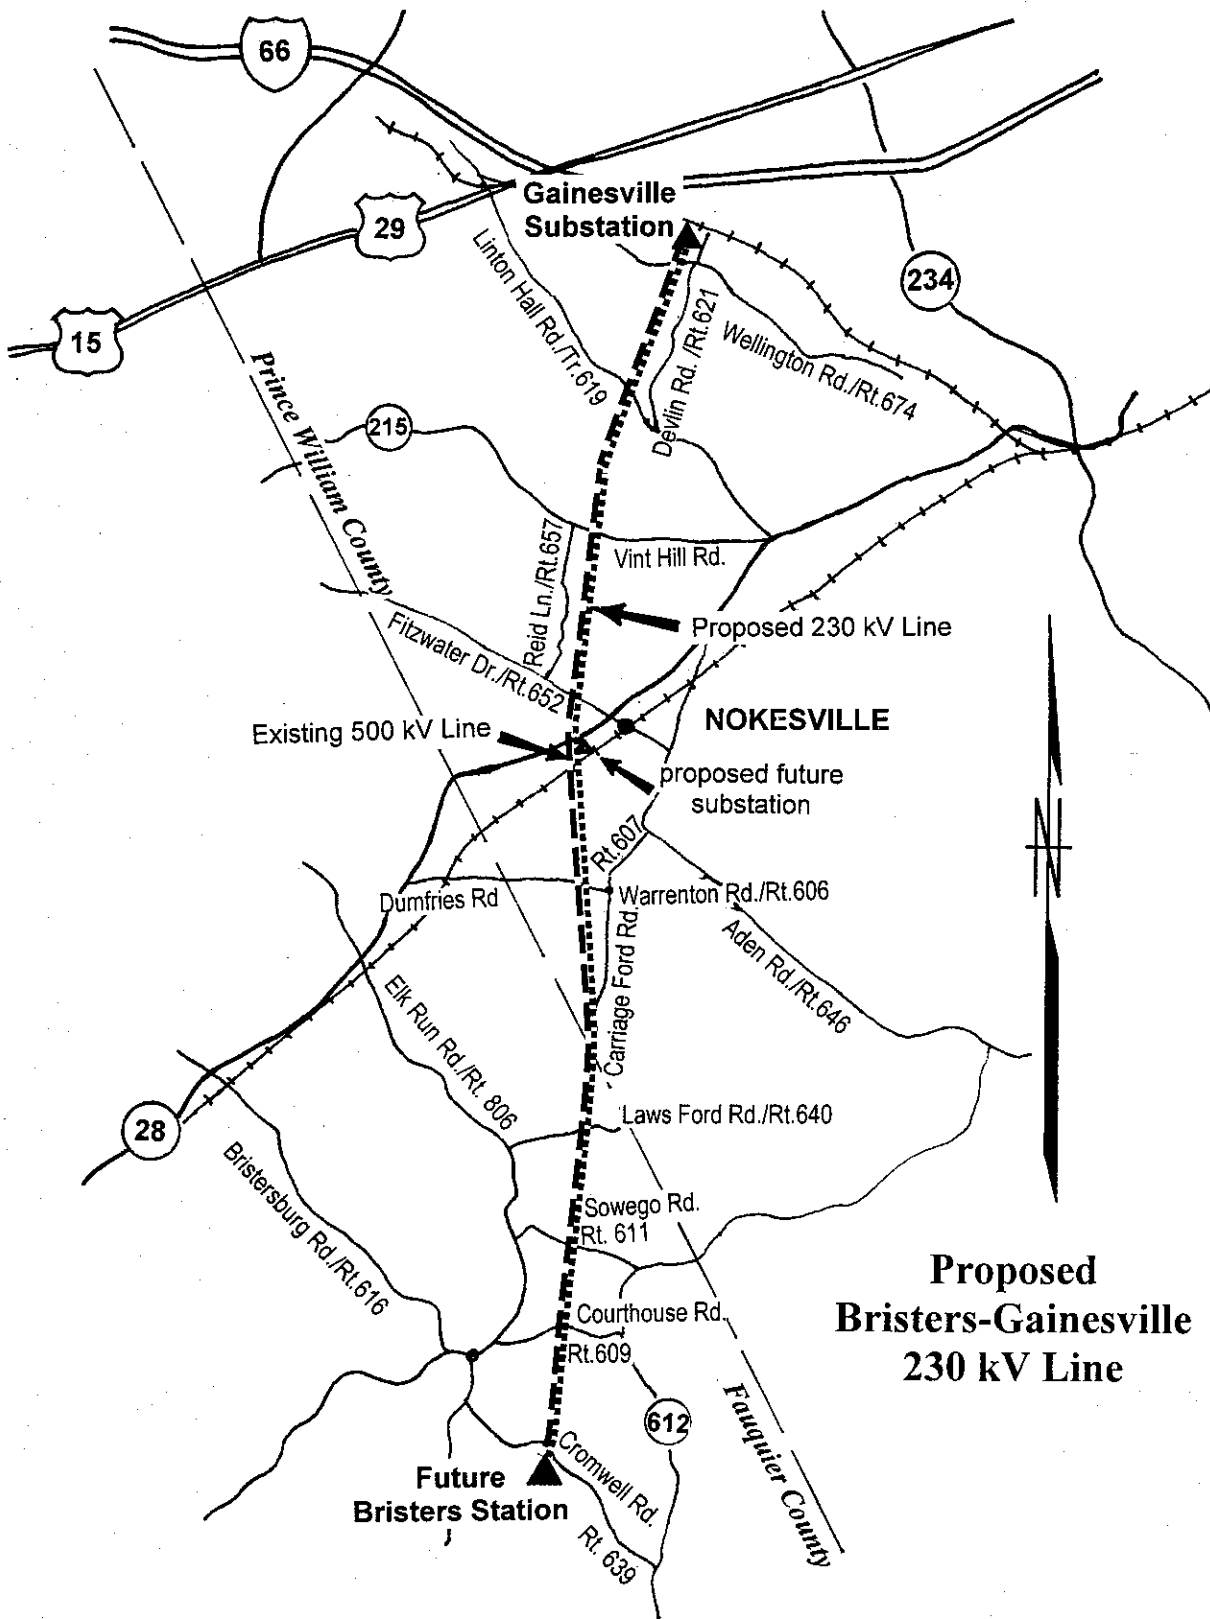 66
Gainesville
Substation
29
234
15
Linton Hall Rd./Tr.619
Devlin Rd. /Rt.621
Wellington Rd./Rt.674
Prince William County
215
Reid Ln./Rt.657
Vint Hill Rd.
Fitzwater Dr./Rt.652
Proposed 230 kV Line
Existing 500 kV Line
NOKESVILLE
proposed future
substation
N
Rt.607
Dumfries Rd
Warrenton Rd./Rt.606
Carriage Ford Rd.
Aden Rd./Rt.646
Elk Run Rd./Rt. 806
28
Laws Ford Rd./Rt.640
Bristersburg Rd./Rt.616
Sowego Rd.
Rt. 611
Proposed
Bristers-Gainesville
230 kV Line
Courthouse Rd.
Rt.609
612
Fauquier County
Cromwell Rd.
Rt. 639
Future
Bristers Station